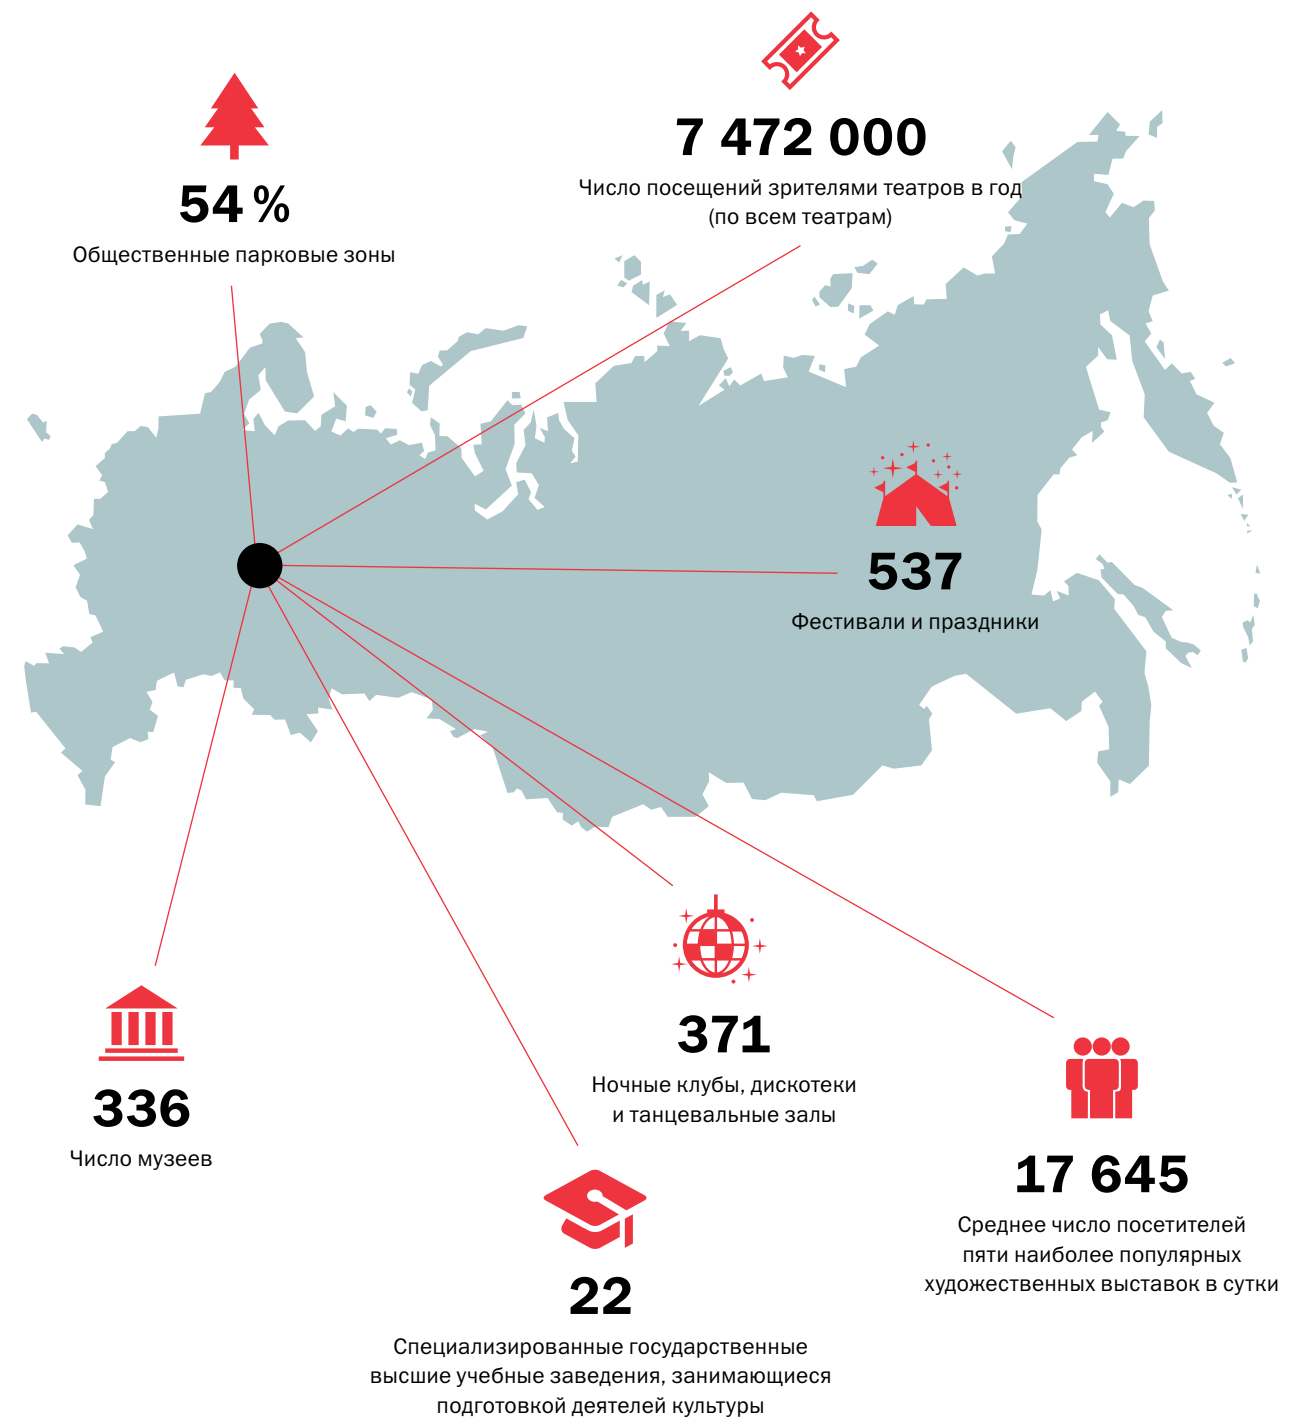 7 472 000
Число посещений зрителями театров в год
(по всем театрам)
54 %
Общественные парковые зоны
537
Фестивали и праздники
371
Ночные клубы, дискотеки
и танцевальные залы
336
Число музеев
17 645
Среднее число посетителей
пяти наиболее популярных
художественных выставок в сутки
22
Специализированные государственные
высшие учебные заведения, занимающиеся
подготовкой деятелей культуры